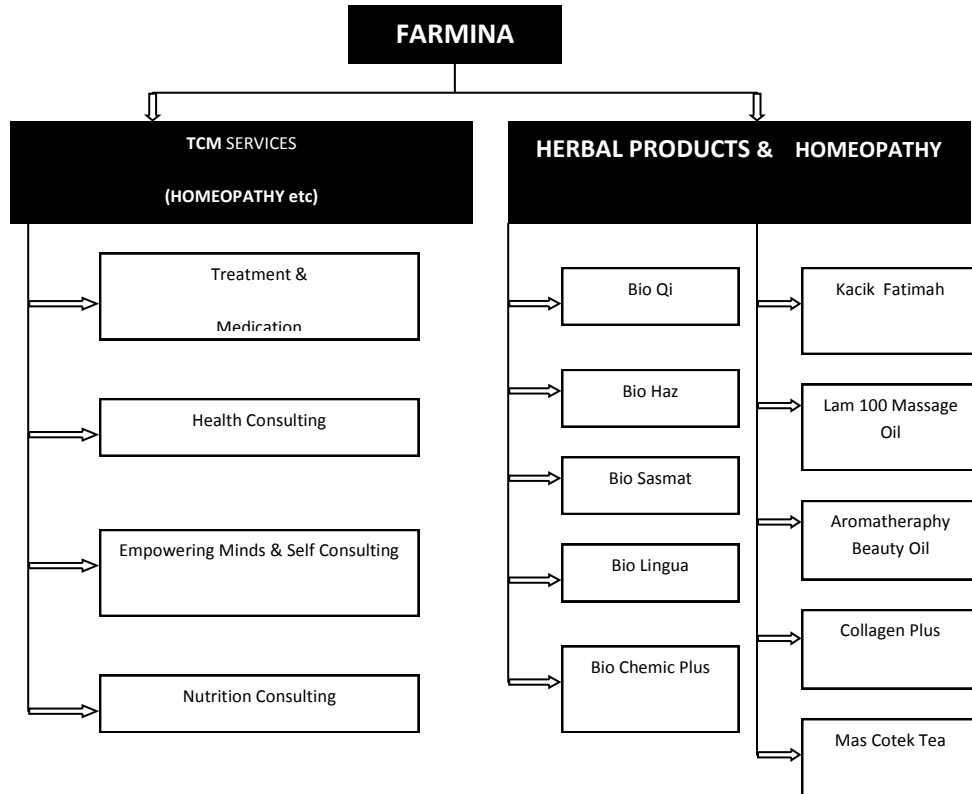 FARMINA
TCM SERVICES
(HOMEOPATHY etc)
Treatment &
Medication
Health Consulting
Empowering Minds & Self Consulting
Nutrition Consulting
HERBAL PRODUCTS & HOMEOPATHY
Bio Qi
Bio Haz
Bio Sasmat
Bio Lingua
Bio Chemic Plus
Kacik Fatimah
Lam 100 Massage
Oil
Aromatheraphy
Beauty Oil
Collagen Plus
Mas Cotek Tea